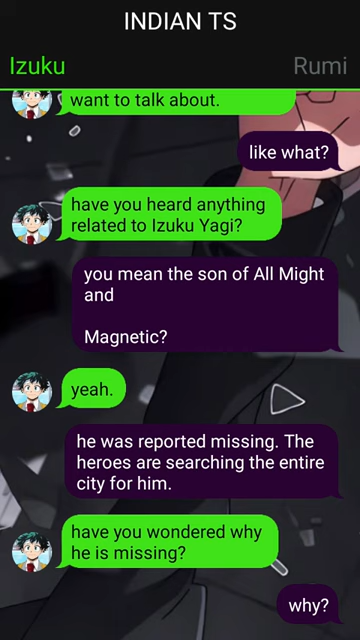 INDIAN TS
Izuku
Rumi
want to talk about.
like what?
have you heard anything
related to Izuku Yagi?
you mean the son of All Might
and
Magnetic?
yeah.
he was reported missing. The
heroes are searching the entire
city for him.
have you wondered why
he is missing?
why?